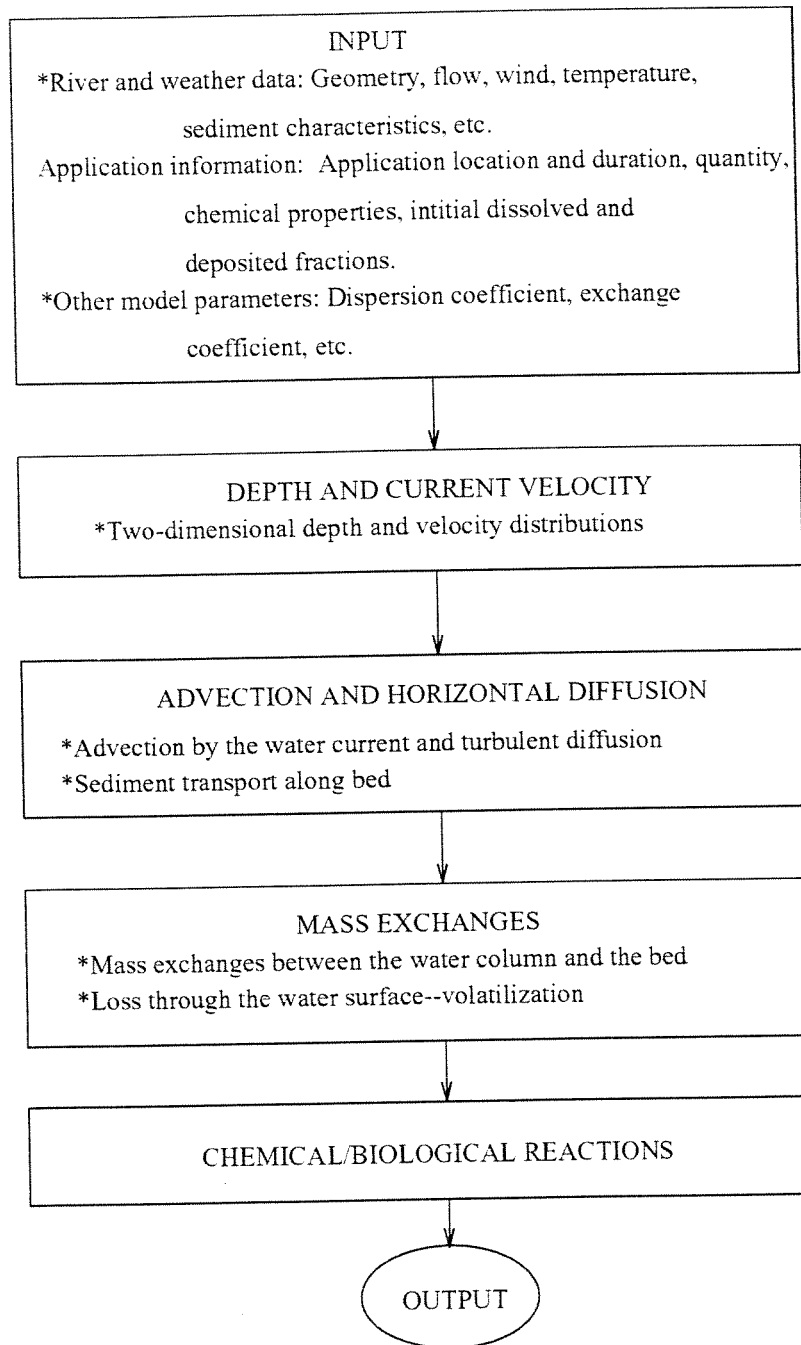 INPUT
*River and weather data: Geometry, flow, wind, temperature,
sediment characteristics, etc.
Application information: Application location and duration, quantity,
chemical properties, intitial dissolved and
deposited fractions.
*Other model parameters: Dispersion coefficient, exchange
coefficient, etc.
DEPTH AND CURRENT VELOCITY
*Two-dimensional depth and velocity distributions
ADVECTION AND HORIZONTAL DIFFUSION
*Advection by the water current and turbulent diffusion
*Sediment transport along bed
MASS EXCHANGES
*Mass exchanges between the water column and the bed
*Loss through the water surface--volatilization
CHEMICAL/BIOLOGICAL REACTIONS
OUTPUT